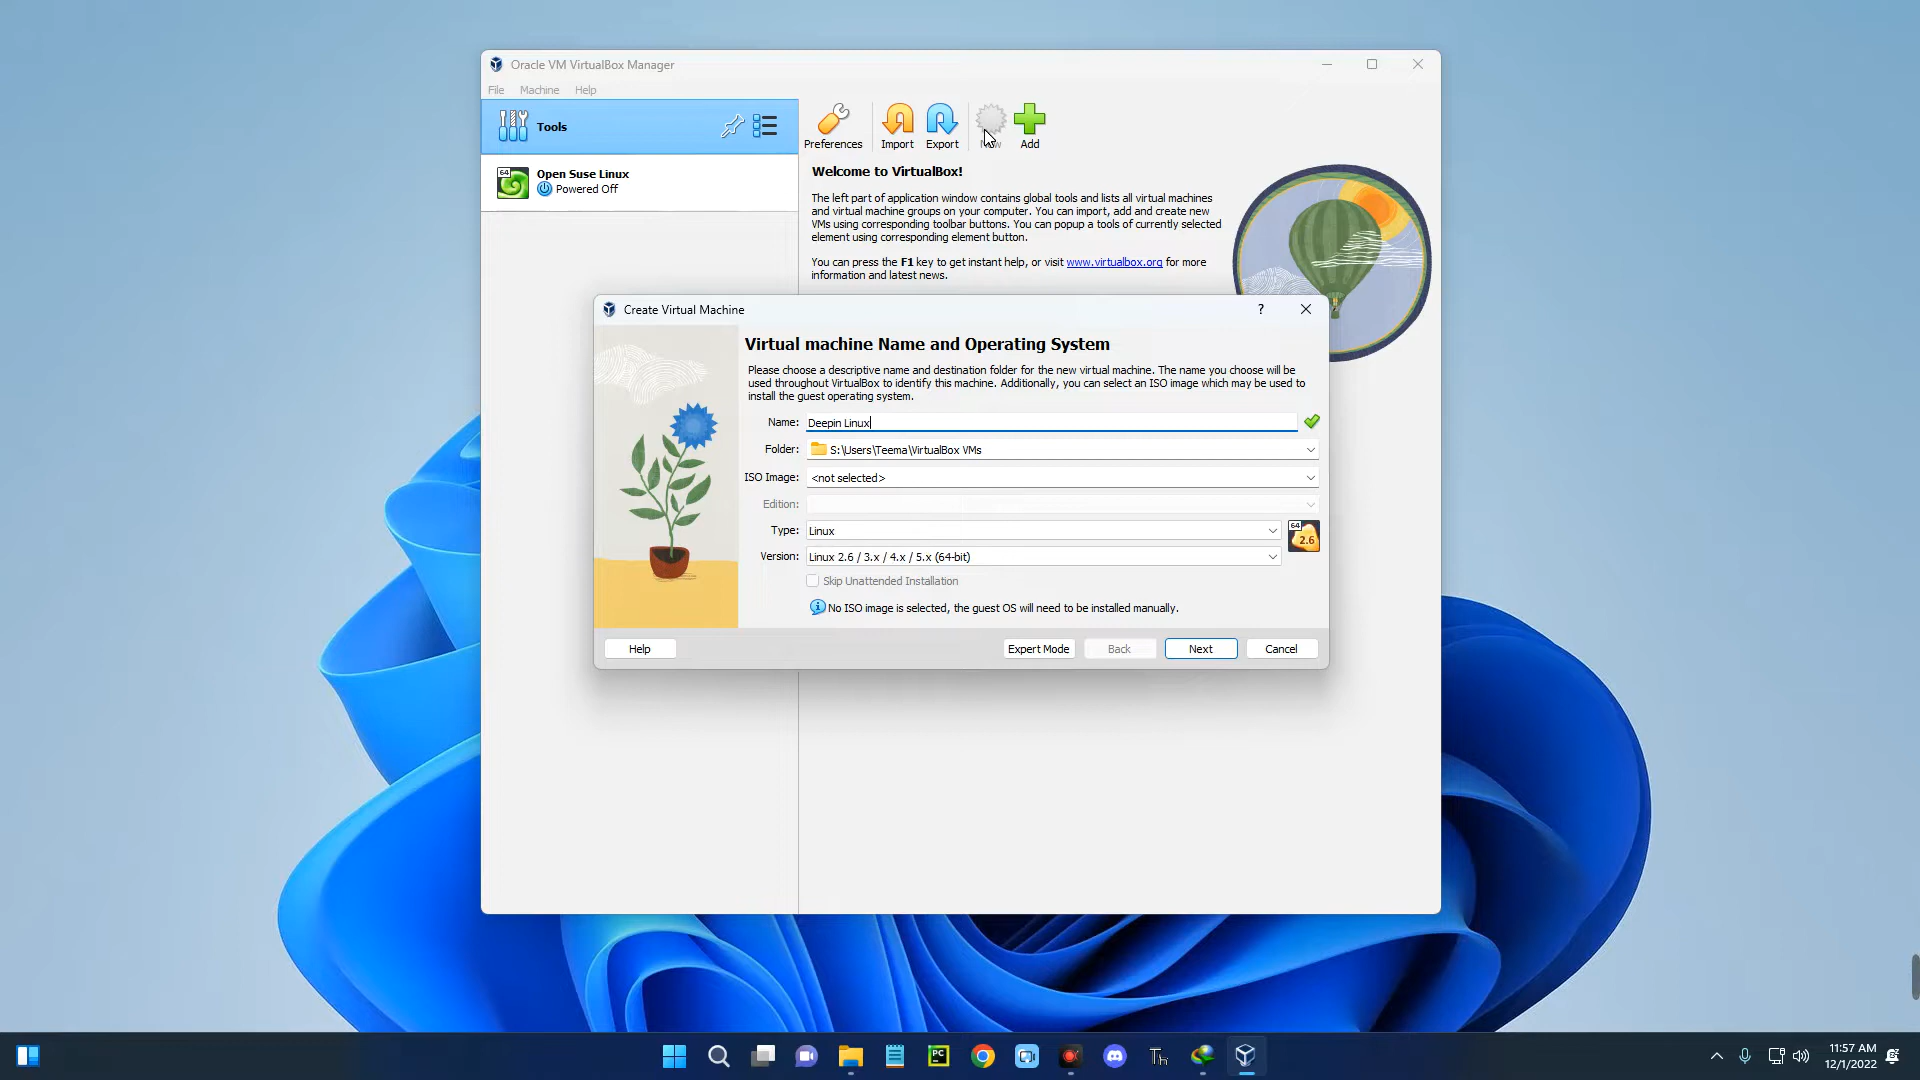 Oracle VM VirtualBox Manager
File Machine Help
Tools
Preferences
Import
Export
New
Add
64
Open Suse Linux
Powered Off
Welcome to VirtualBox!
The left part of application window contains global tools and lists all virtual machines
and virtual machine groups on your computer. You can import, add and create new
VMs using corresponding toolbar buttons. You can popup a tools of currently selected
element using corresponding element button.
You can press the F1 key to get instant help, or visit www.virtualbox.org for more
information and latest news.
Create Virtual Machine
?
Virtual machine Name and Operating System
Please choose a descriptive name and destination folder for the new virtual machine. The name you choose will be
used throughout VirtualBox to identify this machine. Additionally, you can select an ISO image which may be used to
install the guest operating system.
Name: Deepin Linux
Folder: S:\Users\Teema\VirtualBox VMs
ISO Image: <not selected>
Edition:
Type: Linux
64
2.6
Version: Linux 2.6 / 3.x / 4.x / 5.x (64-bit)
Skip Unattended Installation
No ISO image is selected, the guest OS will need to be installed manually.
Help
Expert Mode
Back
Next
Cancel
PC
11:57 AM
12/1/2022